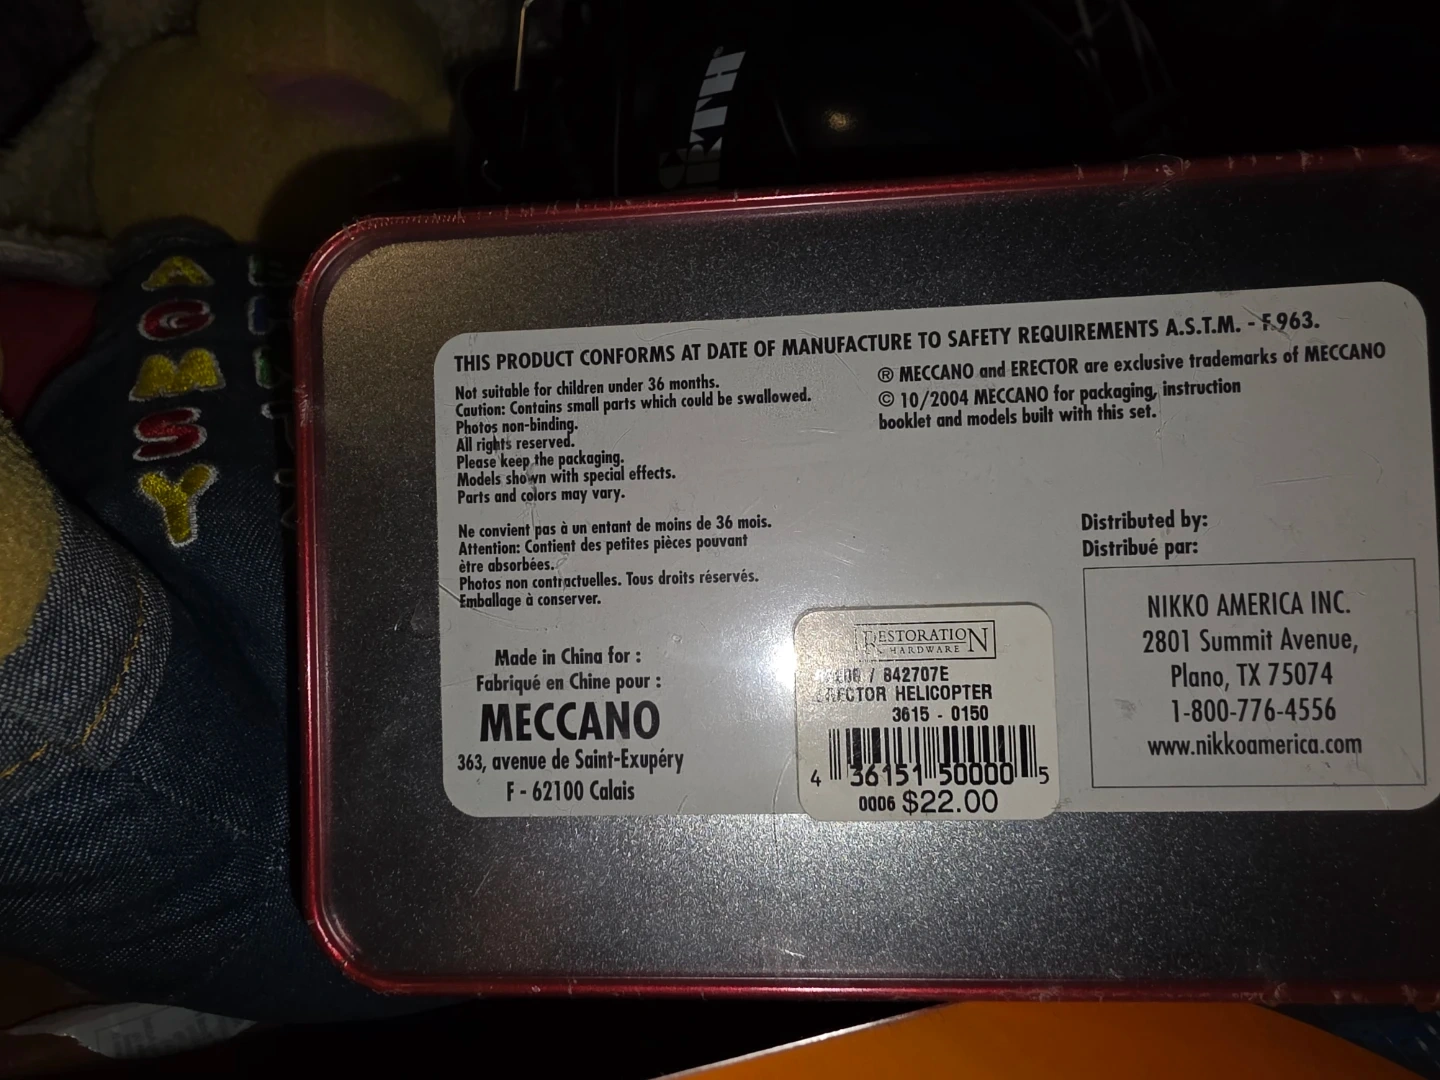 THIS PRODUCT CONFORMS AT DATE OF MANUFACTURE TO SAFETY REQUIREMENTS A.S.T.M. - F.963.
Not suitable for children under 36 months.
Caution: Contains small parts which could be swallowed.
Photos non-binding.
All rights reserved.
Please keep the packaging.
Models shown with special effects.
Parts and colors may vary.
® MECCANO and ERECTOR are exclusive trademarks of MECCANO
© 10/2004 MECCANO for packaging, instruction
booklet and models built with this set.
Ne convient pas à un entant de moins de 36 mois.
Attention: Contient des petites pièces pouvant
être absorbées.
Photos non contractuelles. Tous droits réservés.
Emballage à conserver.
Made in China for :
Fabriqué en Chine pour :
MECCANO
363, avenue de Saint-Exupéry
F - 62100 Calais
RESTORATION
HARDWARE
/ 842707E
ERECTOR HELICOPTER
3615 - 0150
4 36151 50000 5
0006 $22.00
Distributed by:
Distribué par:
NIKKO AMERICA INC.
2801 Summit Avenue,
Plano, TX 75074
1-800-776-4556
www.nikkoamerica.com